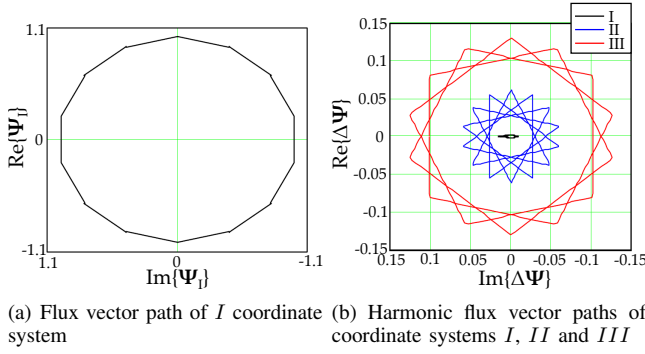 1.1
0
-1.1
Re{Ψ_I}
1.1
0
-1.1
Im{Ψ_I}
0.15
0.1
0.05
0
-0.05
-0.1
-0.15
Re{ΔΨ}
0.15
0.1
0.05
0
-0.05
-0.1
-0.15
Im{ΔΨ}
I
II
III
(a) Flux vector path of I coordinate
system
(b) Harmonic flux vector paths of
coordinate systems I, II and III